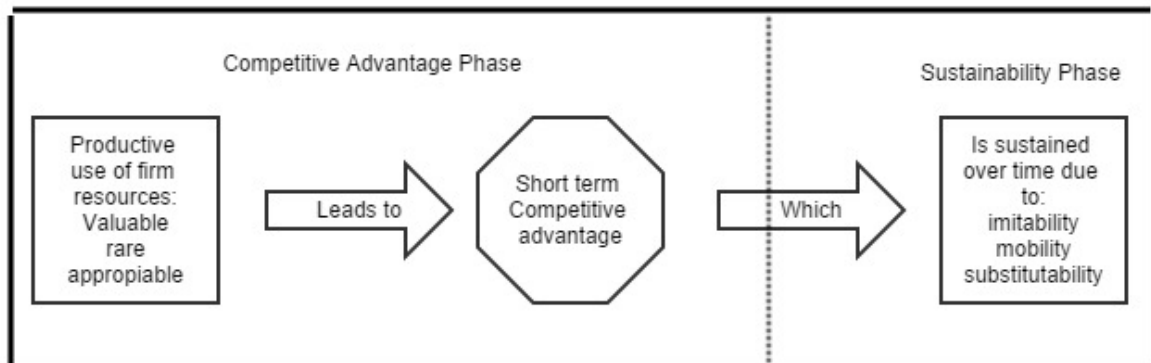 Competitive Advantage Phase
Sustainability Phase
Productive
use of firm
resources:
Valuable
rare
appropiable
Leads to
Short term
Competitive
advantage
Which
Is sustained
over time due
to:
imitability
mobility
substitutability